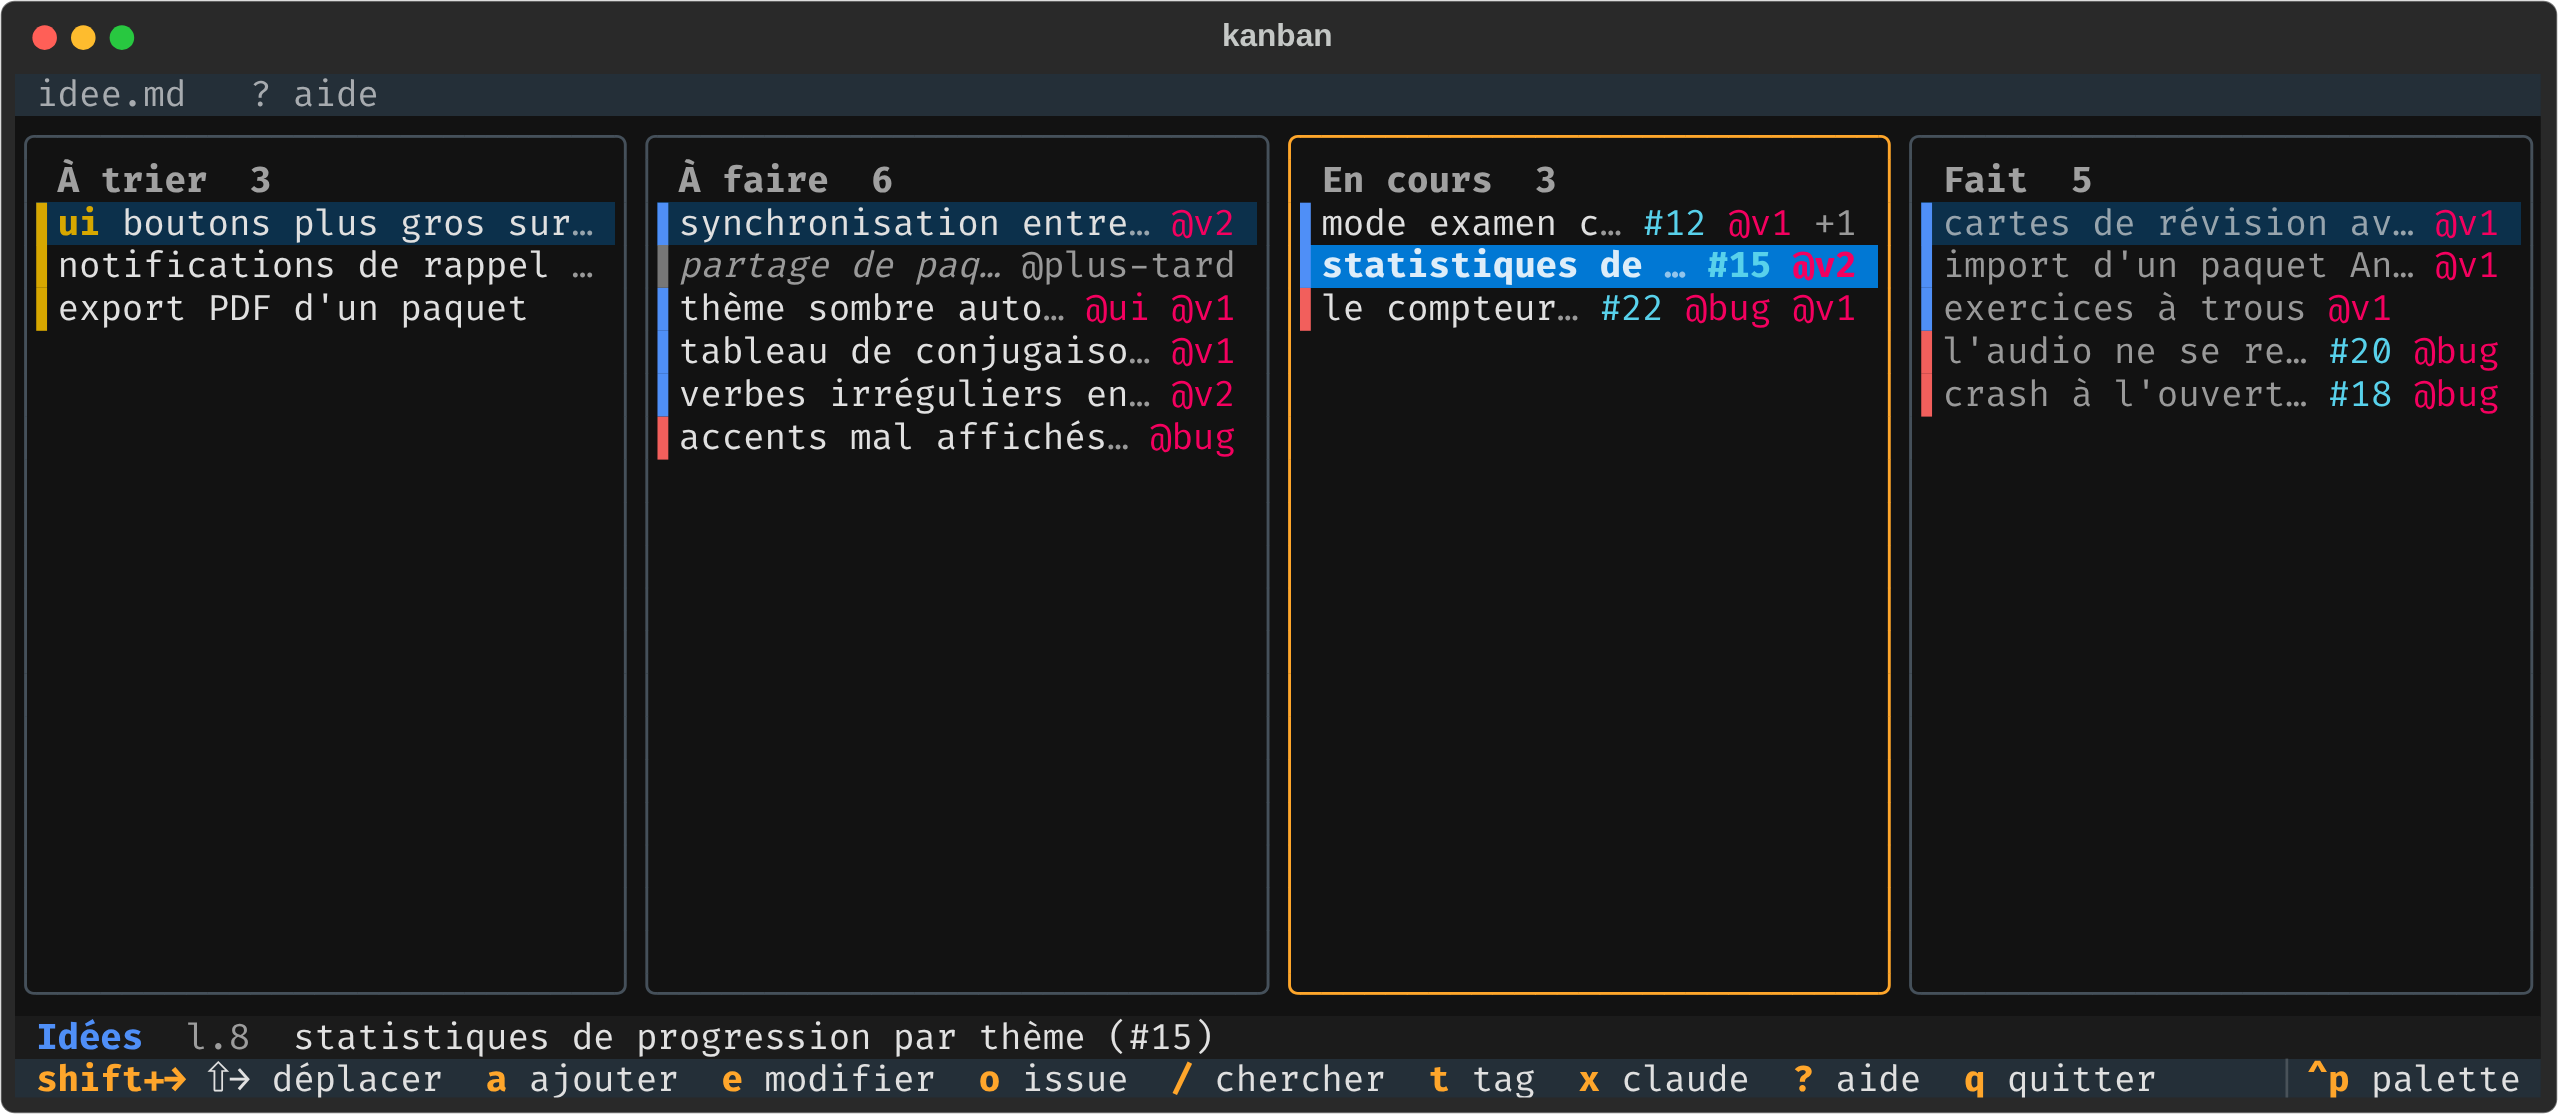 kanban
idee.md ? aide
À trier 3
ui boutons plus gros sur…
notifications de rappel …
export PDF d'un paquet
À faire 6
synchronisation entre… @v2
partage de paq… @plus-tard
thème sombre auto… @ui @v1
tableau de conjugaiso… @v1
verbes irréguliers en… @v2
accents mal affichés… @bug
En cours 3
mode examen c… #12 @v1 +1
statistiques de … #15 @v2
le compteur… #22 @bug @v1
Fait 5
cartes de révision av… @v1
import d'un paquet An… @v1
exercices à trous @v1
l'audio ne se re… #20 @bug
crash à l'ouvert… #18 @bug
Idées l.8 statistiques de progression par thème (#15)
shift+→ ⇧→ déplacer a ajouter e modifier o issue / chercher t tag x claude ? aide q quitter ^p palette